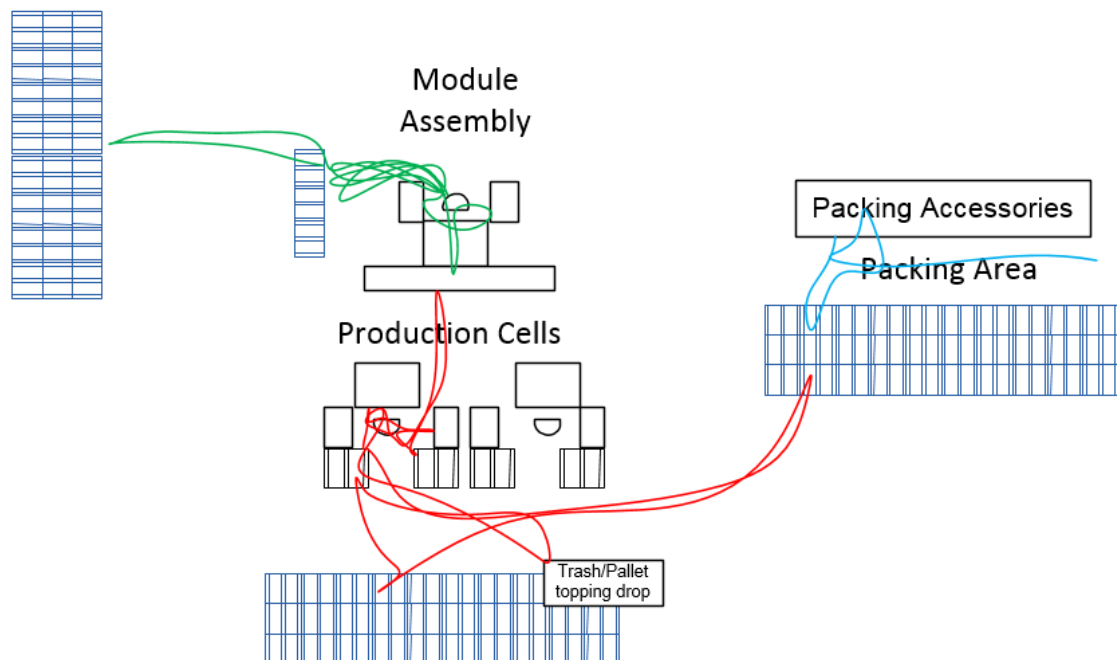 Module
Assembly
Packing Accessories
Packing Area
Production Cells
Trash/Pallet
topping drop